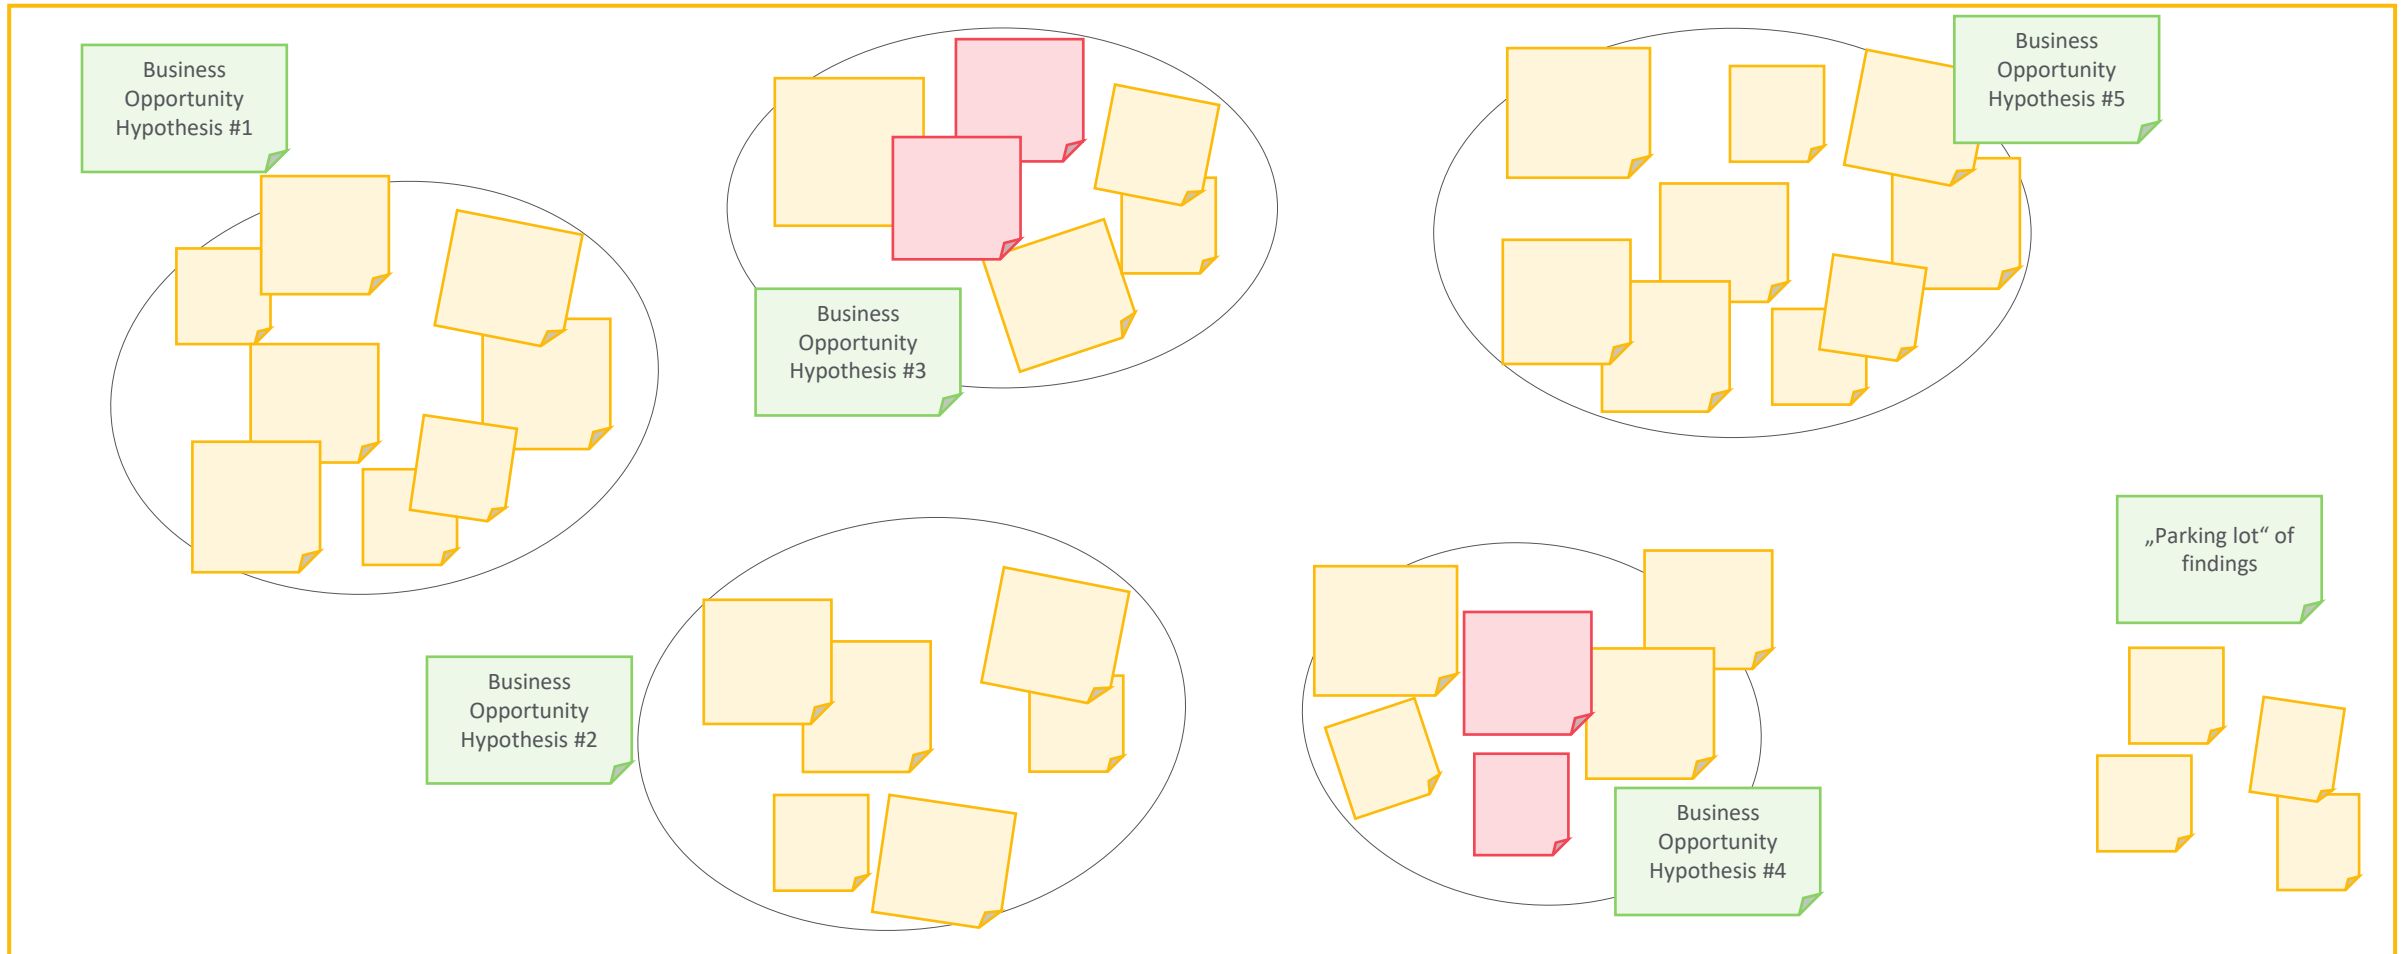 Business
Opportunity
Hypothesis #1
Business
Opportunity
Hypothesis #3
Business
Opportunity
Hypothesis #5
Business
Opportunity
Hypothesis #2
Business
Opportunity
Hypothesis #4
„Parking lot“ of
findings